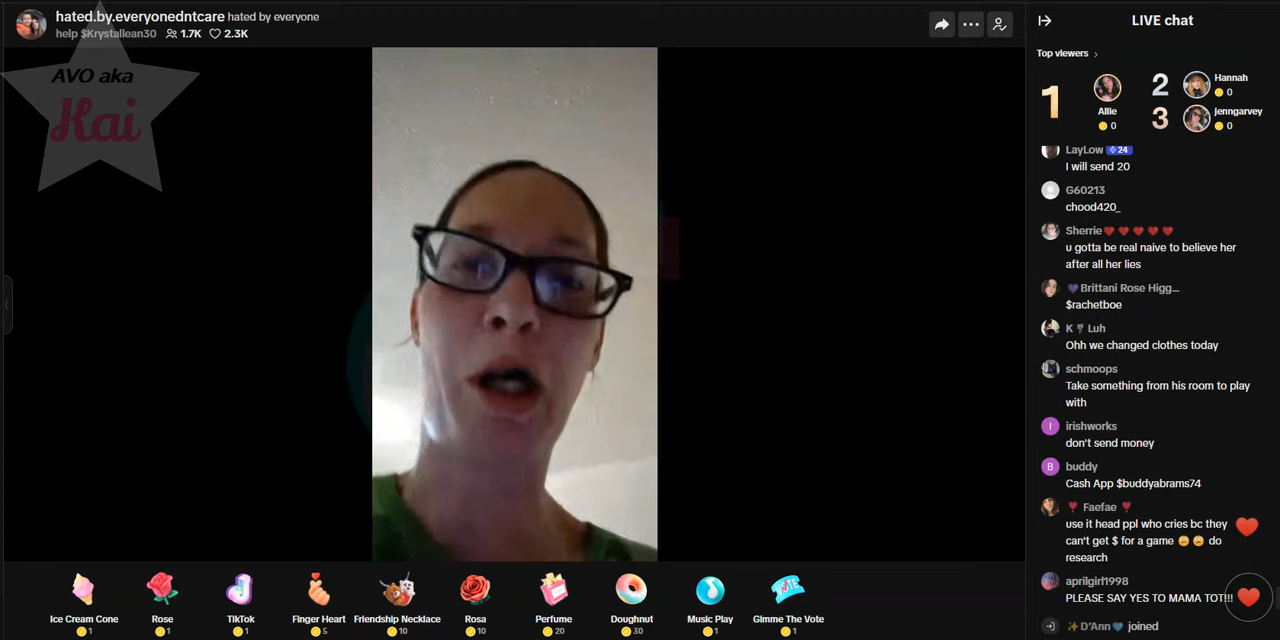 hated.by.everyonedntcare hated by everyone
help $Krystallean30 1.7K 2.3K
AVO aka
Kai
LIVE chat
Top viewers >
1 Allie 0
2 Hannah 0
3 Jenngarvey 0
LayLow 24
I will send 20
G60213
chood420_
Sherrie
u gotta be real naive to believe her
after all her lies
Brittani Rose Higg...
$rachetboe
K Luh
Ohh we changed clothes today
schmoops
Take something from his room to play
with
I irishworks
don't send money
B buddy
Cash App $buddyabrams74
Faefae
use it head ppl who cries bc they
can't get $ for a game 😩 😩 do
research
aprilgirl1998
PLEASE SAY YES TO MAMA TOT!!!
D'Ann joined
Ice Cream Cone Rose TikTok Finger Heart Friendship Necklace Rosa Perfume Doughnut Music Play Gimme The Vote
1 1 1 5 10 10 20 30 1 1